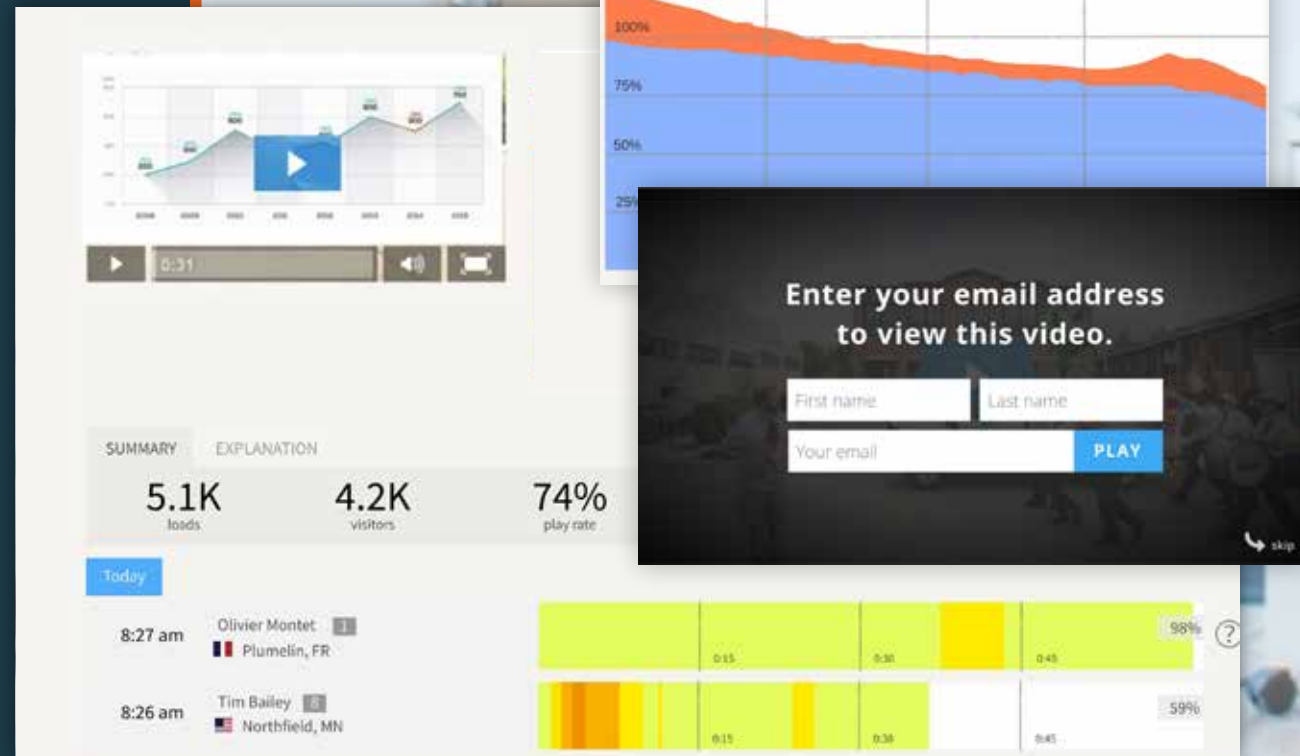 100%
75%
50%
25%
0:31
Enter your email address
to view this video.
First name
Last name
Your email
PLAY
skip
SUMMARY
EXPLANATION
5.1K
loads
4.2K
visitors
74%
play rate
Today
8:27 am
Olivier Montet 1
Plumelin, FR
0:15
0:30
0:45
98%
?
8:26 am
Tim Bailey 8
Northfield, MN
0:15
0:30
0:45
59%